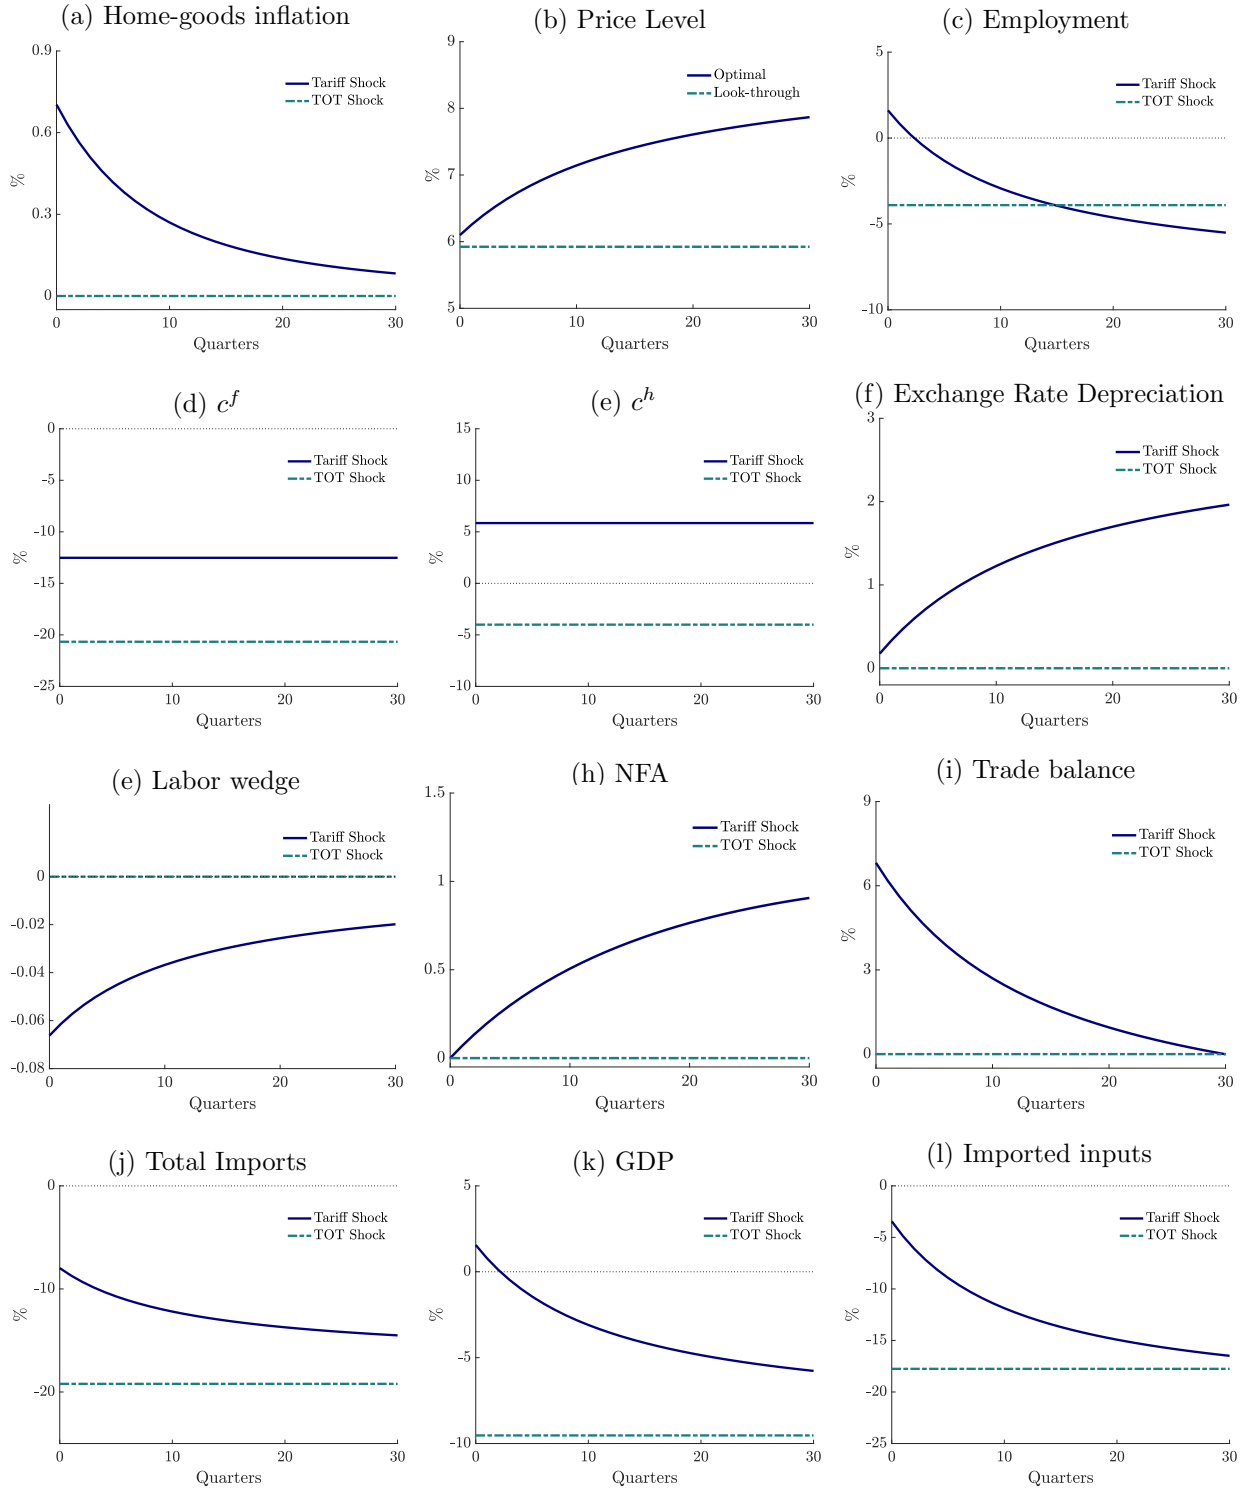 (a) Home-goods inflation
0.9
0.6
0.3
0
%
Tariff Shock
TOT Shock
0 10 20 30
Quarters
(b) Price Level
9
8
7
6
5
%
Optimal
Look-through
0 10 20 30
Quarters
(c) Employment
5
0
-5
-10
%
Tariff Shock
TOT Shock
0 10 20 30
Quarters
(d) c^f
0
-5
-10
-15
-20
-25
%
Tariff Shock
TOT Shock
0 10 20 30
Quarters
(e) c^h
15
10
5
0
-5
-10
%
Tariff Shock
TOT Shock
0 10 20 30
Quarters
(f) Exchange Rate Depreciation
3
2
1
0
%
Tariff Shock
TOT Shock
0 10 20 30
Quarters
(e) Labor wedge
0
-0.02
-0.04
-0.06
-0.08
Tariff Shock
TOT Shock
0 10 20 30
Quarters
(h) NFA
1.5
1
0.5
0
Tariff Shock
TOT Shock
0 10 20 30
Quarters
(i) Trade balance
9
6
3
0
%
Tariff Shock
TOT Shock
0 10 20 30
Quarters
(j) Total Imports
0
-10
-20
%
Tariff Shock
TOT Shock
0 10 20 30
Quarters
(k) GDP
5
0
-5
-10
%
Tariff Shock
TOT Shock
0 10 20 30
Quarters
(l) Imported inputs
0
-5
-10
-15
-20
-25
%
Tariff Shock
TOT Shock
0 10 20 30
Quarters